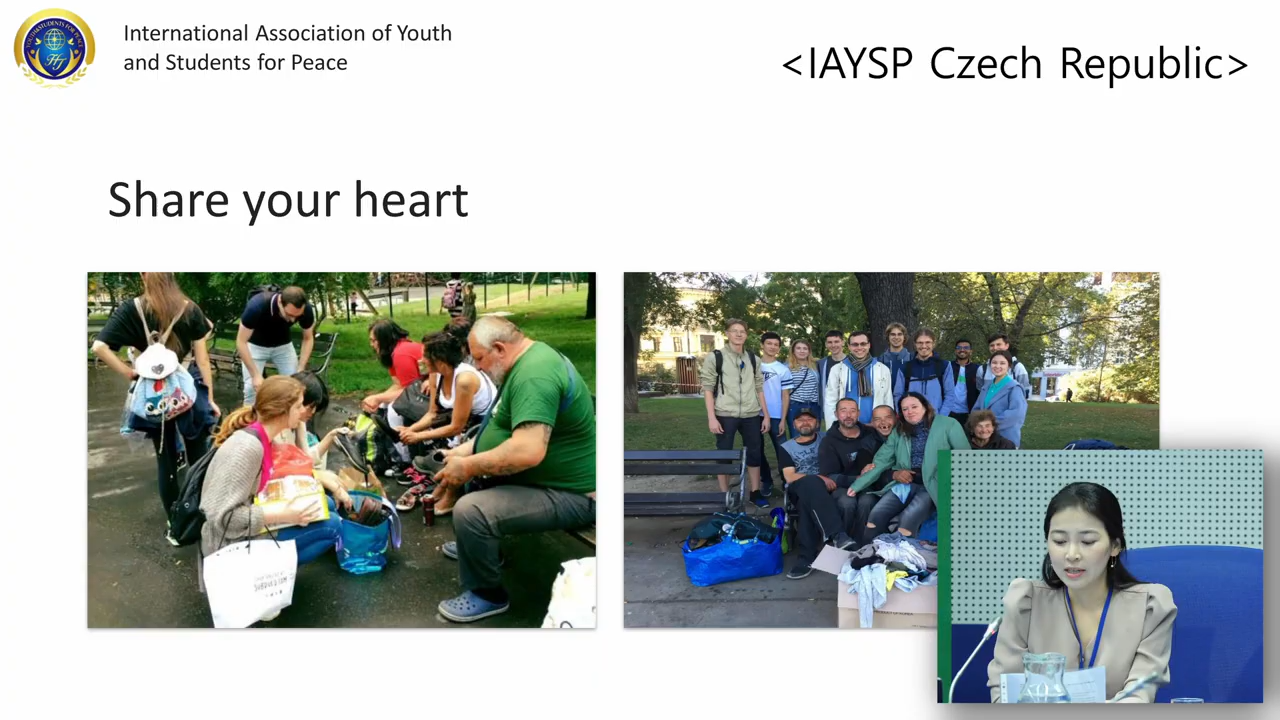 International Association of Youth
and Students for Peace
<IAYSP Czech Republic>
Share your heart